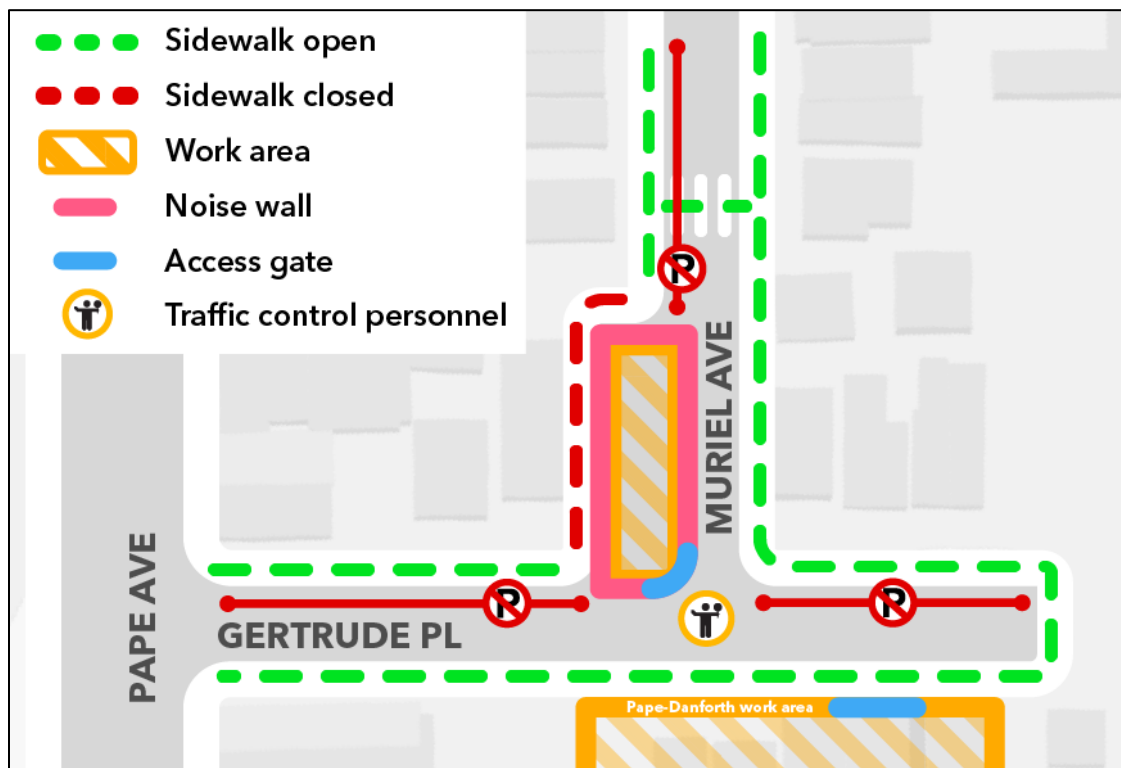 Sidewalk open
Sidewalk closed
Work area
Noise wall
Access gate
Traffic control personnel
P
MURIEL AVE
PAPE AVE
P
P
GERTRUDE PL
Pape-Danforth work area